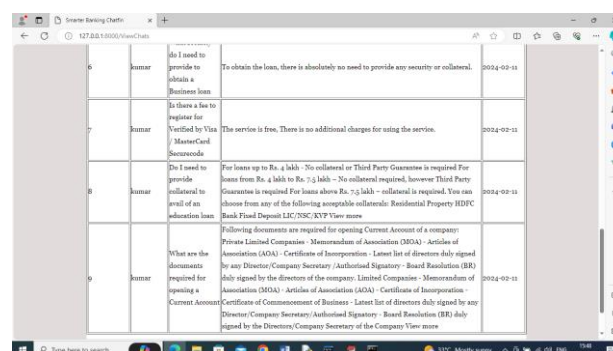 Smarter Banking Chatfin
127.0.0.1:8000/ViewChats
do I need to
6 kumar provide to To obtain the loan, there is absolutely no need to provide any security or collateral. 2024-02-11
obtain a
Business loan
Is there a fee to
register for
7 kumar Verified by Visa The service is free, There is no additional charges for using the service. 2024-02-11
/ MasterCard
Securecode
Do I need to For loans up to Rs. 4 lakh - No collateral or Third Party Guarantee is required For
provide loans from Rs. 4 lakh to Rs. 7.5 lakh – No collateral required, however Third Party
8 kumar collateral to Guarantee is required For loans above Rs. 7.5 lakh – collateral is required. You can 2024-02-11
avail of an choose from any of the following acceptable collaterals: Residential Property HDFC
education loan Bank Fixed Deposit LIC/NSC/KVP View more
Following documents are required for opening Current Account of a company:
Private Limited Companies - Memorandum of Association (MOA) - Articles of
What are the Association (AOA) - Certificate of Incorporation - Latest list of directors duly signed
documents by any Director/Company Secretary /Authorised Signatory - Board Resolution (BR)
9 kumar required for duly signed by the directors of the company. Limited Companies - Memorandum of 2024-02-11
opening a Association (MOA) - Articles of Association (AOA) - Certificate of Incorporation -
Current Account Certificate of Commencement of Business - Latest list of directors duly signed by any
Director/Company Secretary/Authorised Signatory - Board Resolution (BR) duly
signed by the Directors/Company Secretary of the Company View more
Type here to search
31°C Mostly sunny
ENG
15:48